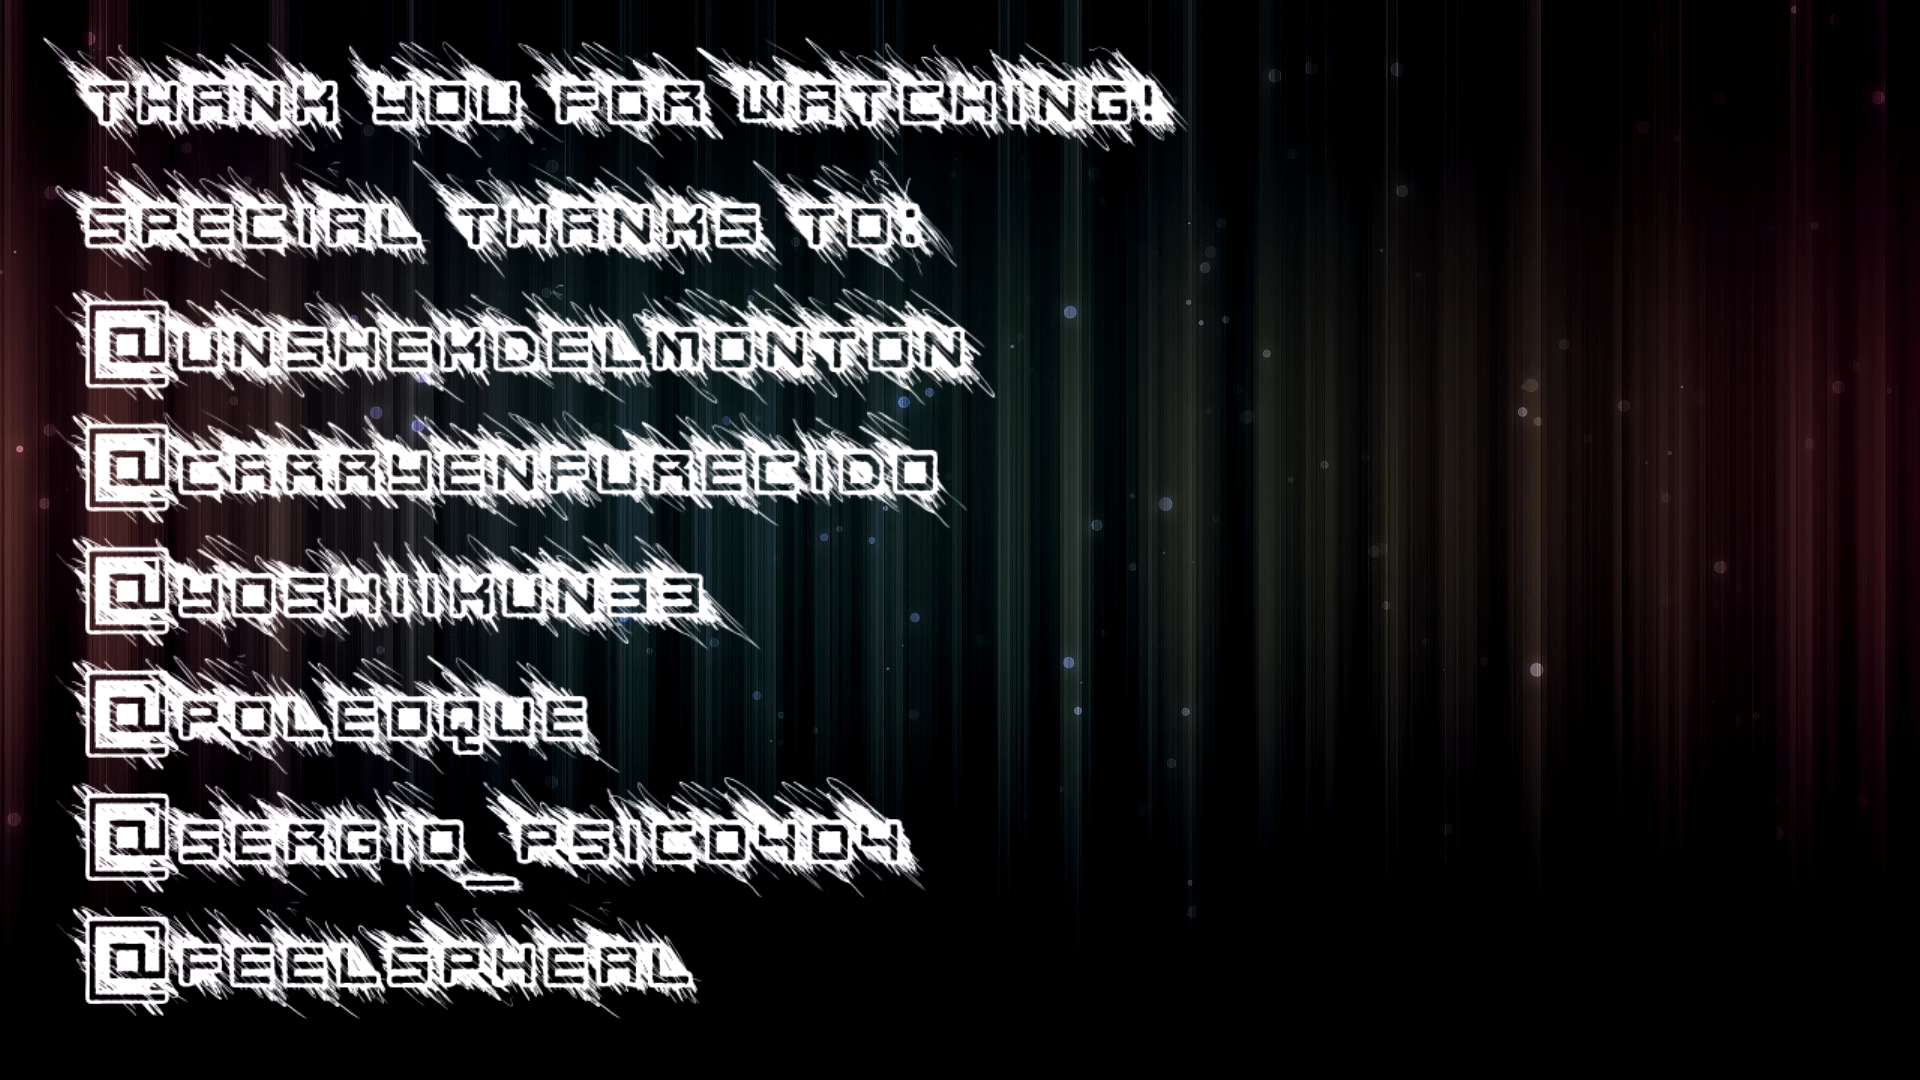 THANK YOU FOR WATCHING!
SPECIAL THANKS TO:
@UNSHEKDELMONTON
@CARRYENFURECIDO
@YOSHIIKUN33
@POLEOQUE
@SERGIO_PSICO404
@FEELSPHEAL